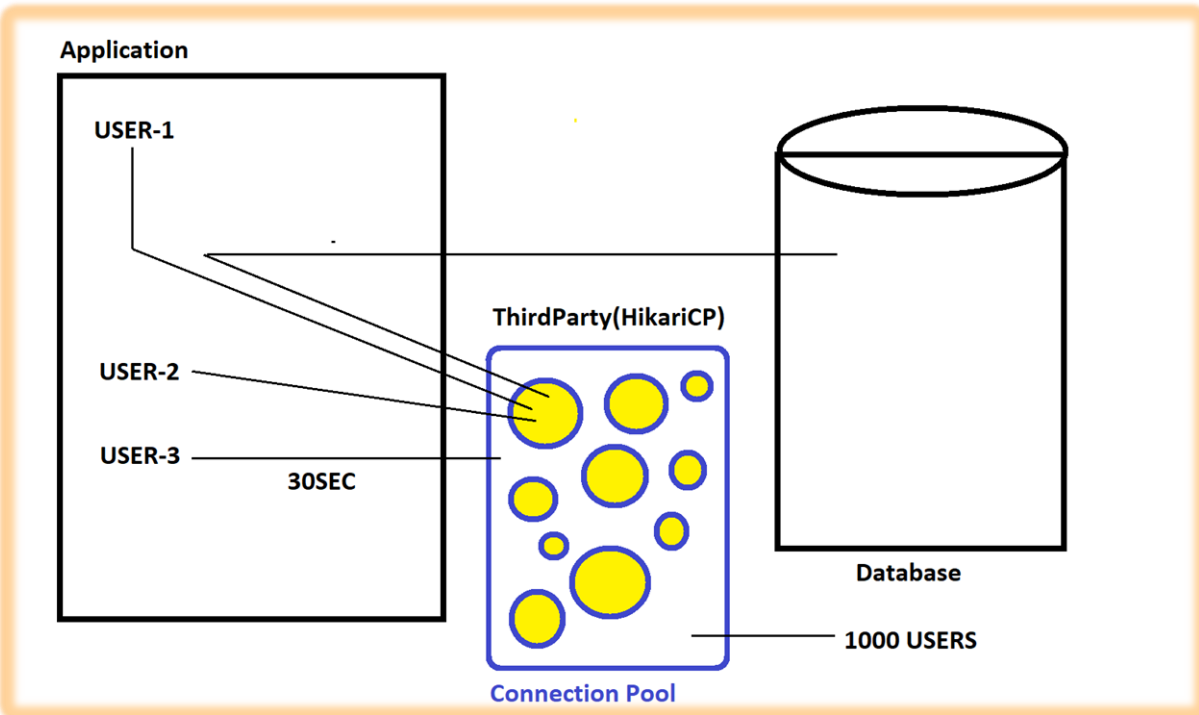 Application
USER-1
ThirdParty(HikariCP)
USER-2
USER-3
30SEC
Database
1000 USERS
Connection Pool